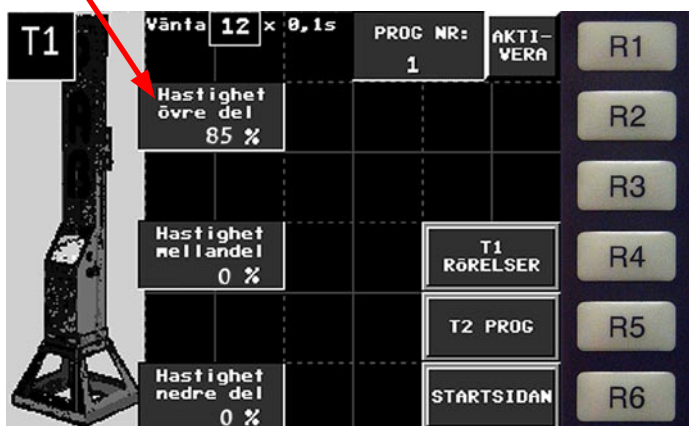 T1
Vänta 12 × 0,1s
PROG NR:
1
AKTI-
VERA
R1
Hastighet
övre del
85 %
R2
R3
Hastighet
mellandel
0 %
T1
RÖRELSER
R4
T2 PROG
R5
Hastighet
nedre del
0 %
STARTSIDAN
R6